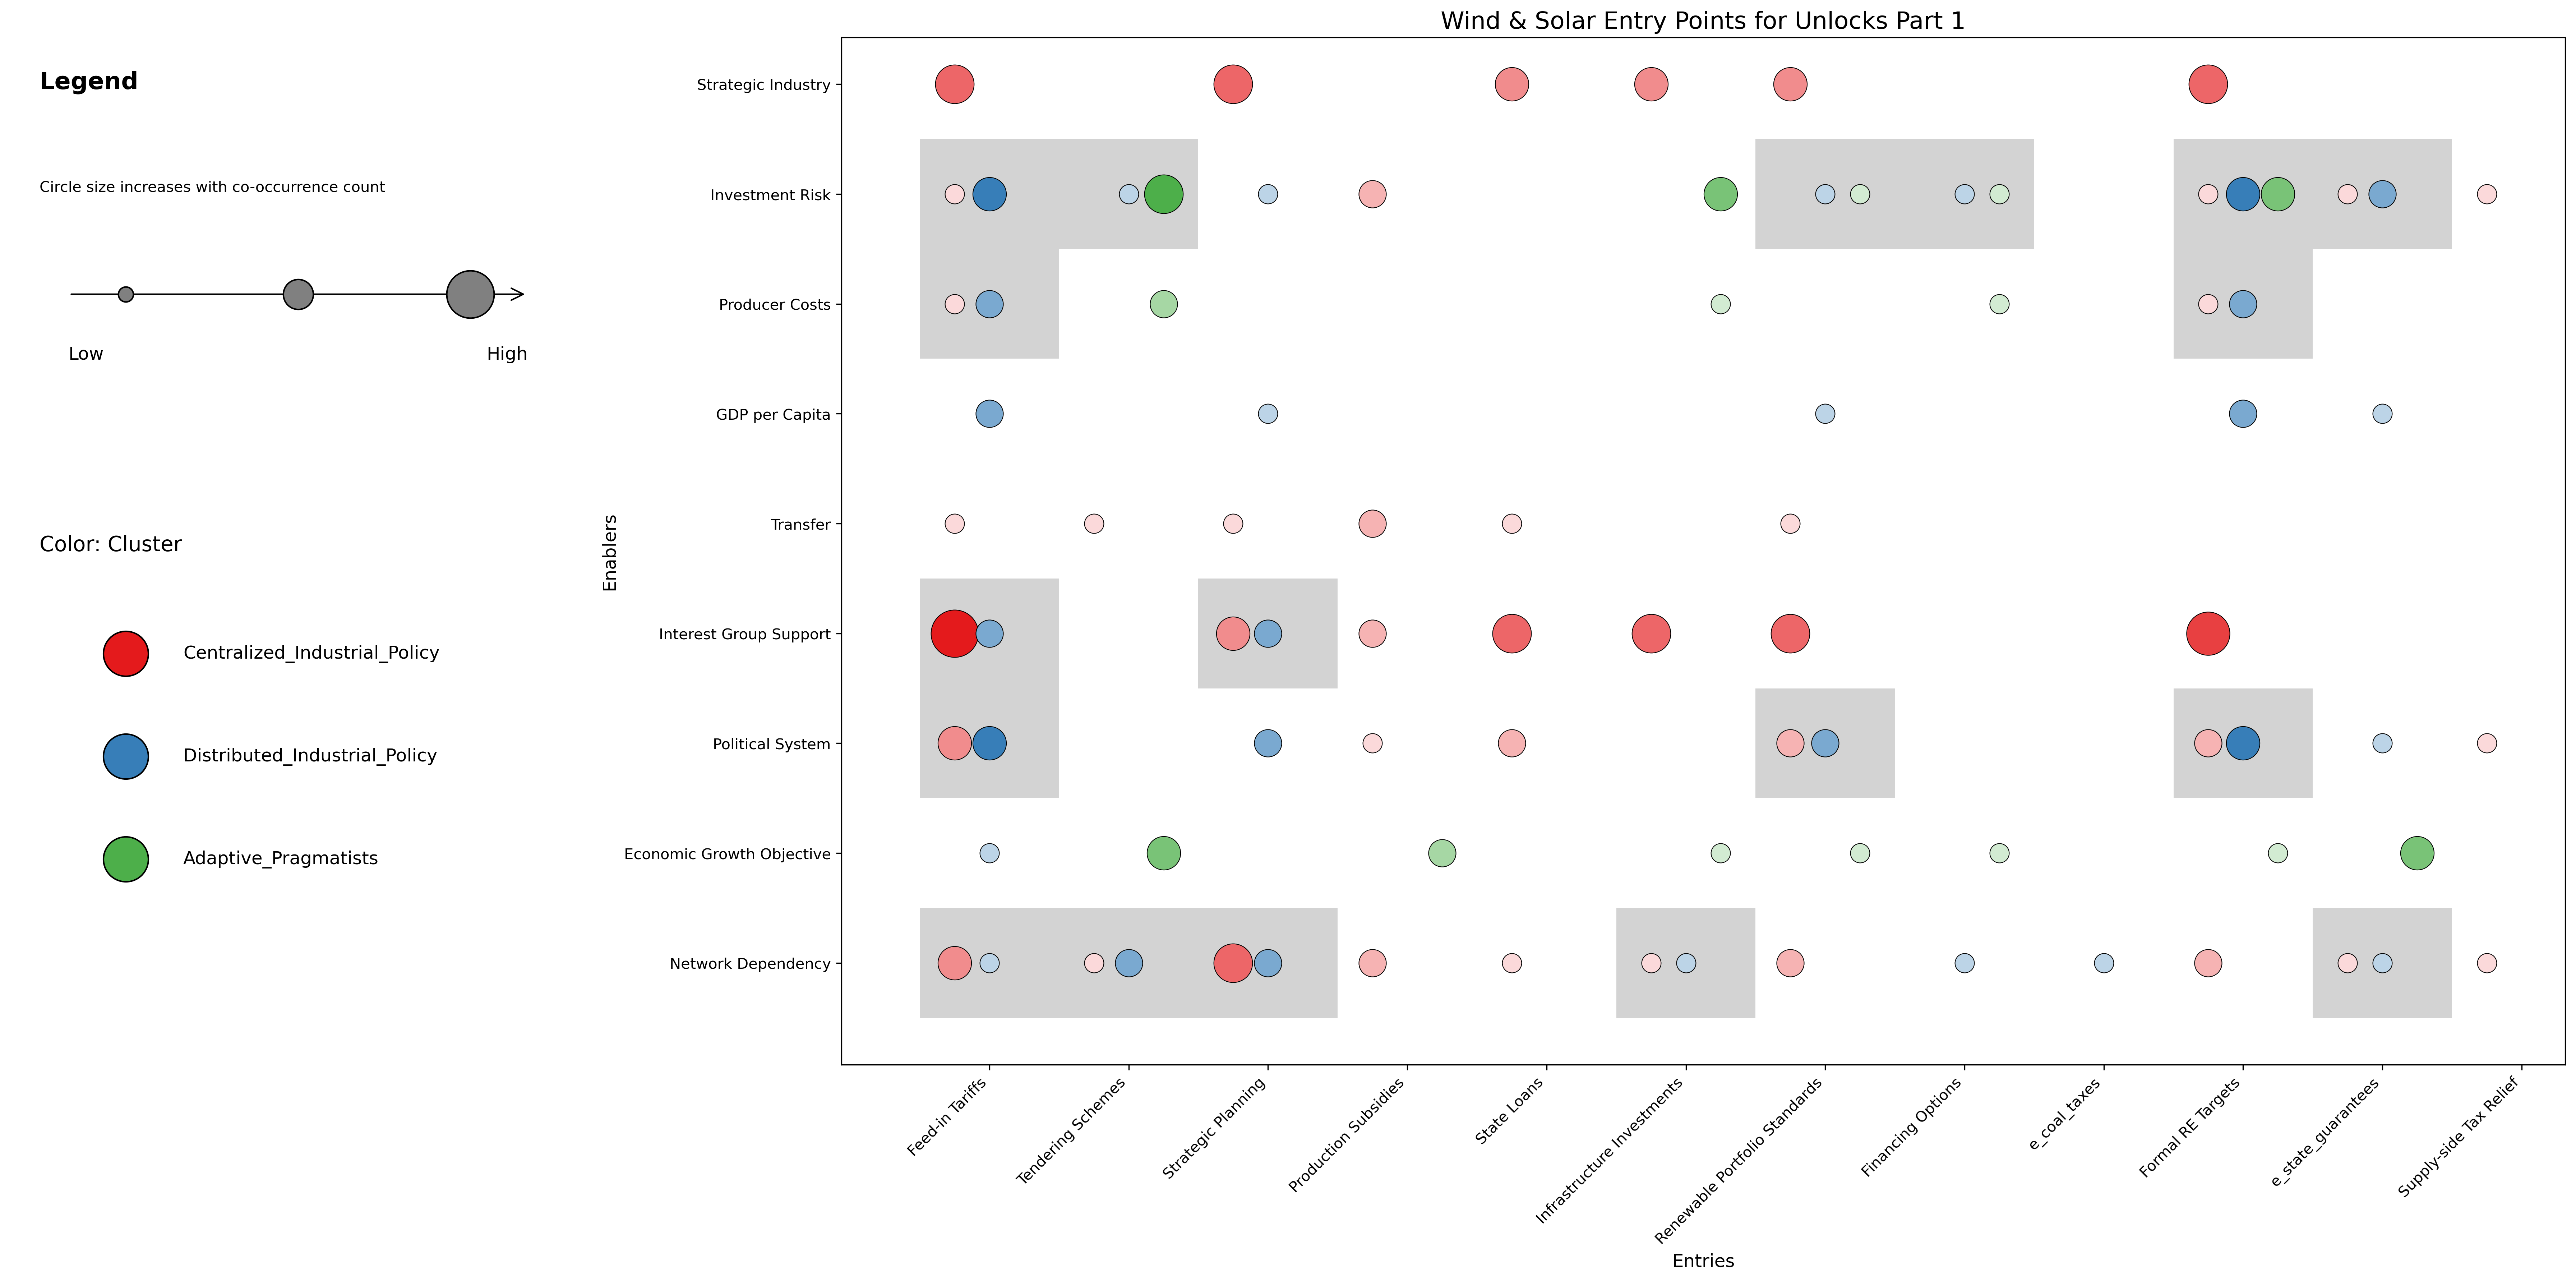 Wind & Solar Entry Points for Unlocks Part 1
Legend
Circle size increases with co-occurrence count
Low
High
Color: Cluster
Centralized_Industrial_Policy
Distributed_Industrial_Policy
Adaptive_Pragmatists
Enablers
Strategic Industry
Investment Risk
Producer Costs
GDP per Capita
Transfer
Interest Group Support
Political System
Economic Growth Objective
Network Dependency
Feed-in Tariffs
Tendering Schemes
Strategic Planning
Production Subsidies
State Loans
Infrastructure Investments
Renewable Portfolio Standards
Financing Options
e_coal_taxes
Formal RE Targets
e_state_guarantees
Supply-side Tax Relief
Entries